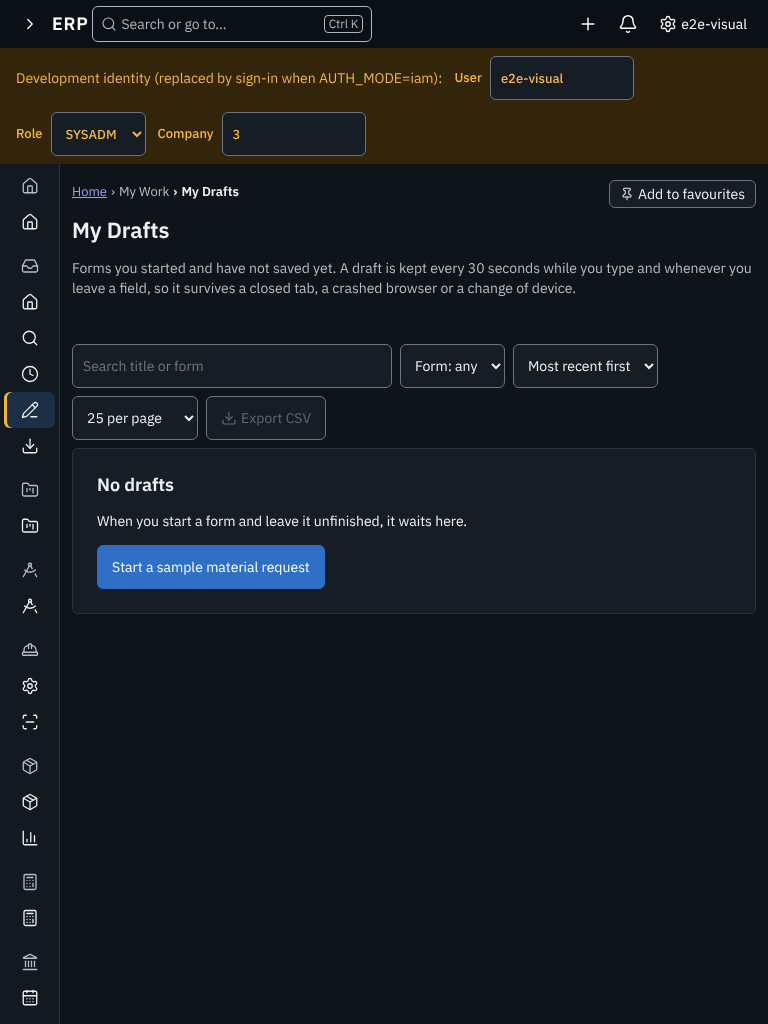 ERP
Search or go to...
Ctrl K
e2e-visual
Development identity (replaced by sign-in when AUTH_MODE=iam):
User
e2e-visual
Role
SYSADM
Company
3
Home › My Work › My Drafts
Add to favourites
My Drafts
Forms you started and have not saved yet. A draft is kept every 30 seconds while you type and whenever you
leave a field, so it survives a closed tab, a crashed browser or a change of device.
Search title or form
Form: any
Most recent first
25 per page
Export CSV
No drafts
When you start a form and leave it unfinished, it waits here.
Start a sample material request